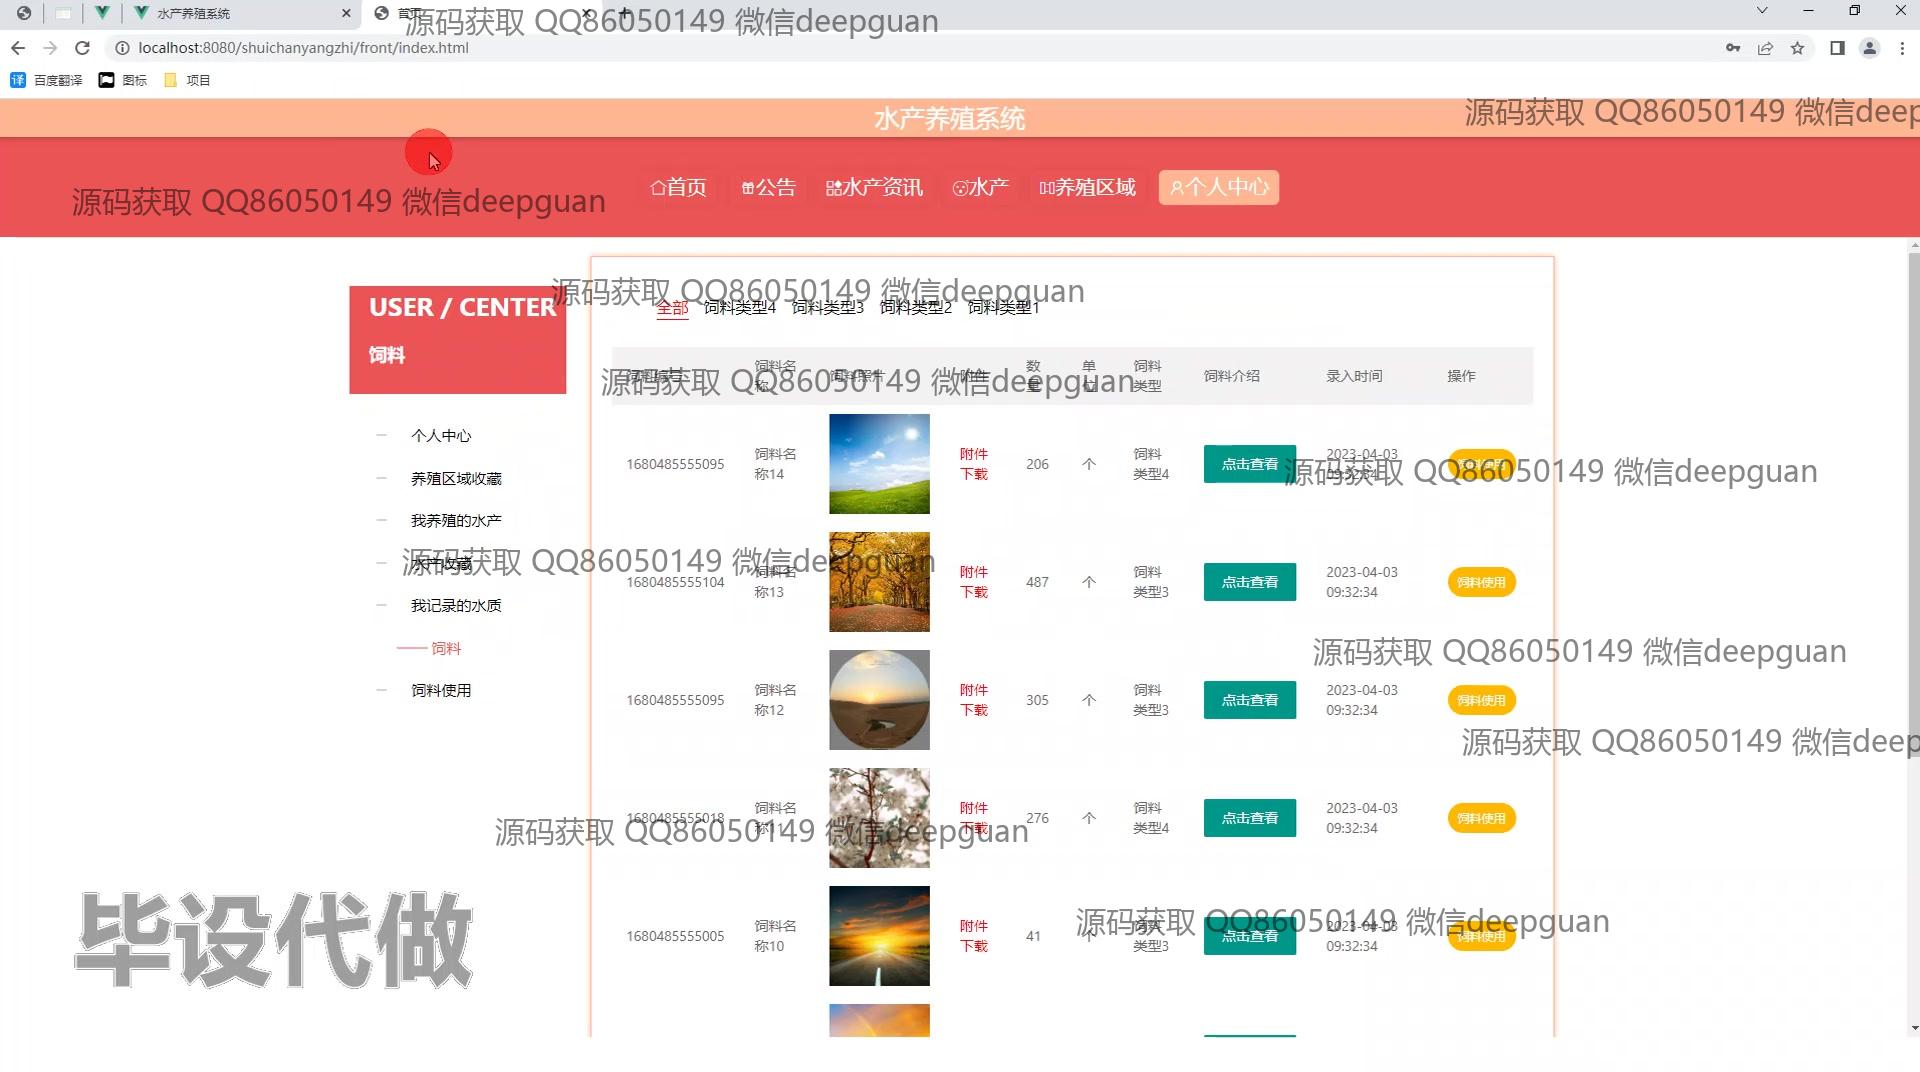 水产养殖系统
首页
源码获取 QQ86050149 微信deepguan
localhost:8080/shuichanyangzhi/front/index.html
百度翻译 图标 项目
水产养殖系统
源码获取 QQ86050149 微信deep
首页 公告 水产资讯 水产 养殖区域 个人中心
源码获取 QQ86050149 微信deepguan
源码获取 QQ86050149 微信deepguan
USER / CENTER
饲料
个人中心
养殖区域收藏
我养殖的水产
水产收藏
我记录的水质
饲料
饲料使用
全部 饲料类型4 饲料类型3 饲料类型2 饲料类型1
饲料编号 饲料名称 饲料照片 附件 数量 单位 饲料类型 饲料介绍 录入时间 操作
源码获取 QQ86050149 微信deepguan
1680485555095 饲料名称14 附件下载 206 个 饲料类型4 点击查看 2023-04-03 09:32:34 饲料使用
源码获取 QQ86050149 微信deepguan
源码获取 QQ86050149 微信deepguan
1680485555104 饲料名称13 附件下载 487 个 饲料类型3 点击查看 2023-04-03 09:32:34 饲料使用
源码获取 QQ86050149 微信deepguan
1680485555095 饲料名称12 附件下载 305 个 饲料类型3 点击查看 2023-04-03 09:32:34 饲料使用
源码获取 QQ86050149 微信deep
1680485555018 饲料名称11 附件下载 276 个 饲料类型4 点击查看 2023-04-03 09:32:34 饲料使用
源码获取 QQ86050149 微信deepguan
1680485555005 饲料名称10 附件下载 41 个 饲料类型3 点击查看 2023-04-03 09:32:34 饲料使用
源码获取 QQ86050149 微信deepguan
毕设代做